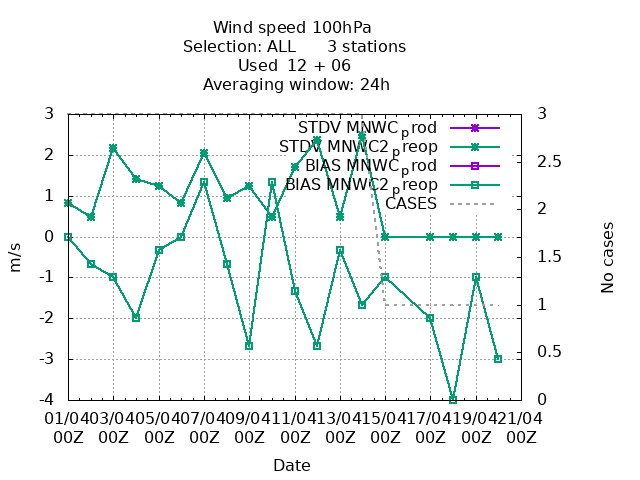 Wind speed 100hPa
Selection: ALL 3 stations
Used 12 + 06
Averaging window: 24h
STDV MNWC_prod
STDV MNWC2_preop
BIAS MNWC_prod
BIAS MNWC2_preop
CASES
3
2
1
0
-1
-2
-3
-4
m/s
3
2.5
2
1.5
1
0.5
0
No cases
01/04 03/04 05/04 07/04 09/04 11/04 13/04 15/04 17/04 19/04 21/04
00Z 00Z 00Z 00Z 00Z 00Z 00Z 00Z 00Z 00Z 00Z
Date